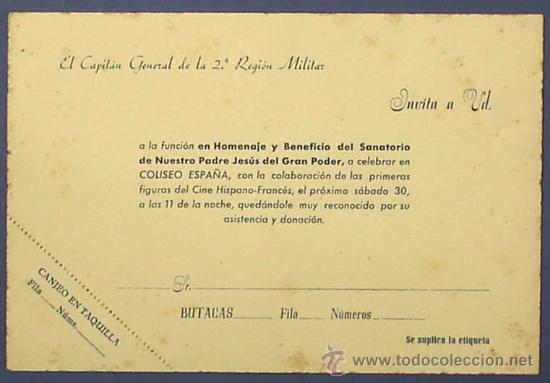 El Capitán General de la 2.ª Región Militar
Invita a Vd.
a la función en Homenaje y Beneficio del Sanatorio
de Nuestro Padre Jesús del Gran Poder, a celebrar en
COLISEO ESPAÑA, con la colaboración de las primeras
figuras del Cine Hispano-Francés, el próximo sábado 30,
a las 11 de la noche, quedándole muy reconocido por su
asistencia y donación.
Sr.
BUTACAS Fila Números
Se suplica la etiqueta
CANJEO EN TAQUILLA
Fila Núms.
www.todocoleccion.net